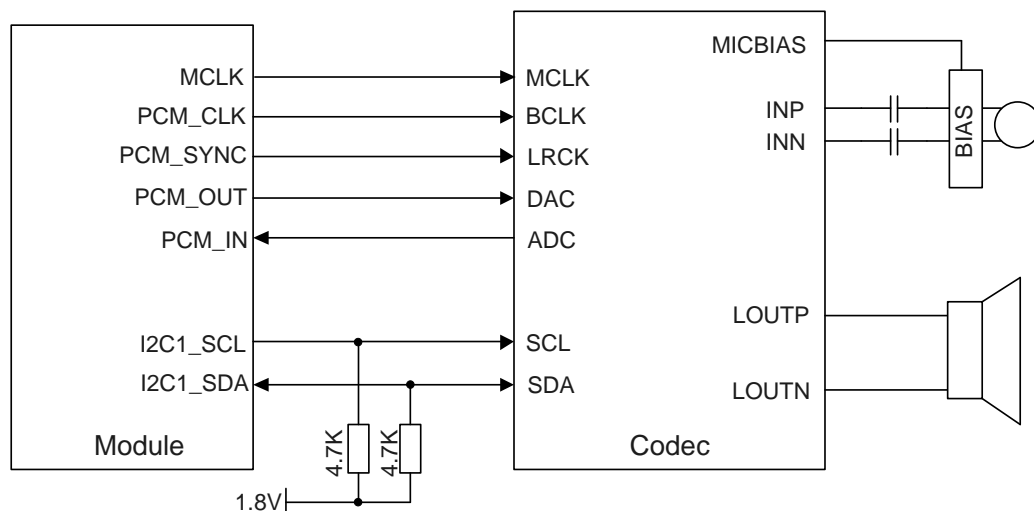 MICBIAS
MCLK
MCLK
PCM_CLK
BCLK
INP
PCM_SYNC
LRCK
INN
BIAS
PCM_OUT
DAC
PCM_IN
ADC
LOUTP
I2C1_SCL
SCL
I2C1_SDA
SDA
LOUTN
Module
4.7K
4.7K
Codec
1.8V